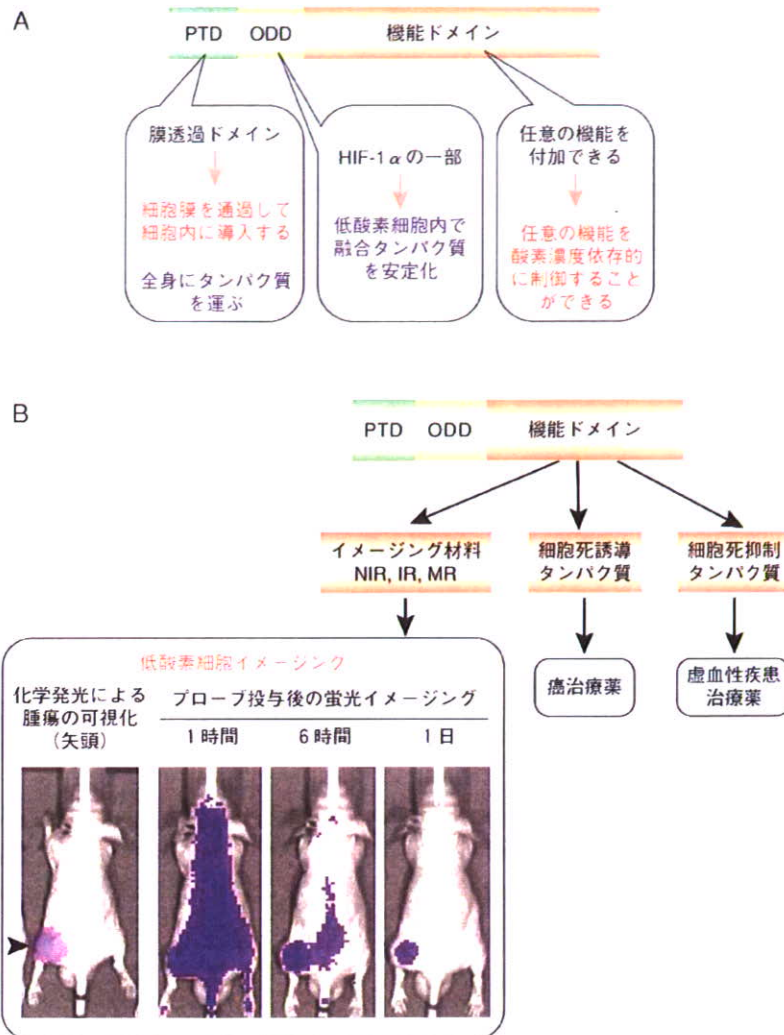 A
PTD ODD 機能ドメイン
膜透過ドメイン
細胞膜を通過して
細胞内に導入する
全身にタンパク質
を運ぶ
HIF-1αの一部
低酸素細胞内で
融合タンパク質
を安定化
任意の機能を
付加できる
任意の機能を
酸素濃度依存的
に制御すること
ができる
B
PTD ODD 機能ドメイン
イメージング材料
NIR, IR, MR
細胞死誘導
タンパク質
細胞死抑制
タンパク質
癌治療薬
虚血性疾患
治療薬
低酸素細胞イメージング
化学発光による
腫瘍の可視化
(矢頭)
プローブ投与後の蛍光イメージング
1時間 6時間 1日